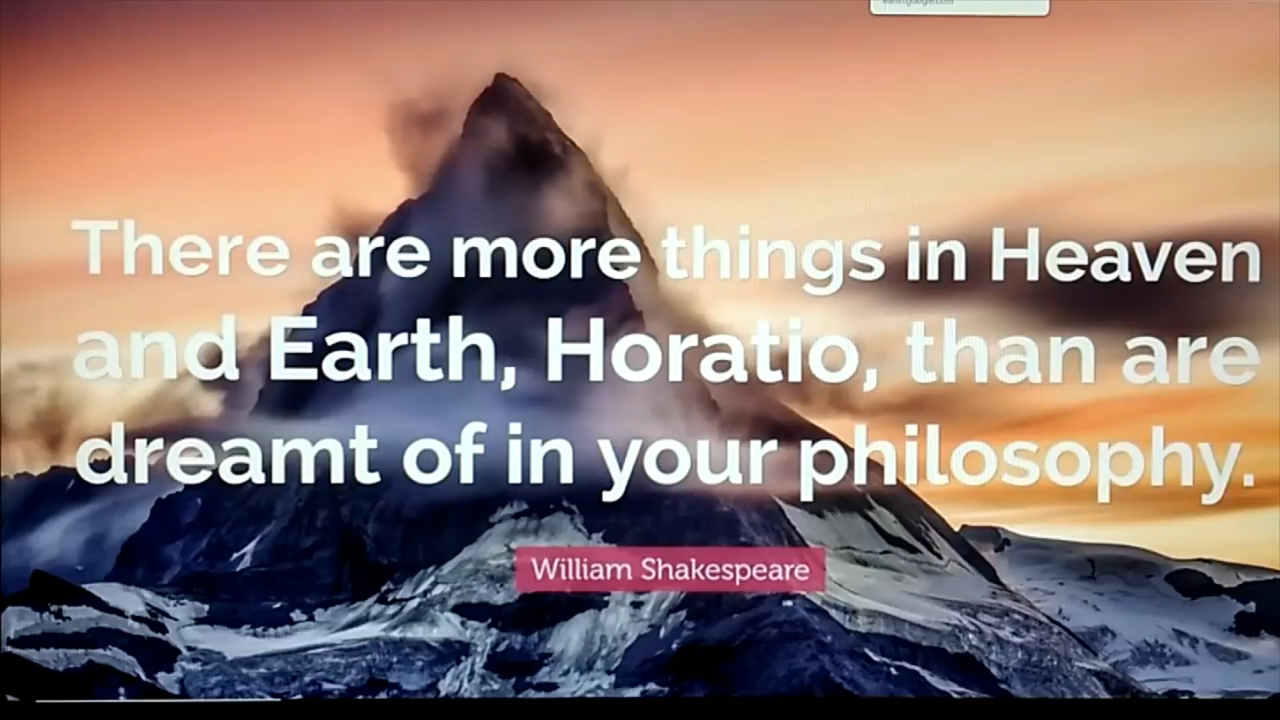 There are more things in Heaven
and Earth, Horatio, than are
dreamt of in your philosophy.
William Shakespeare